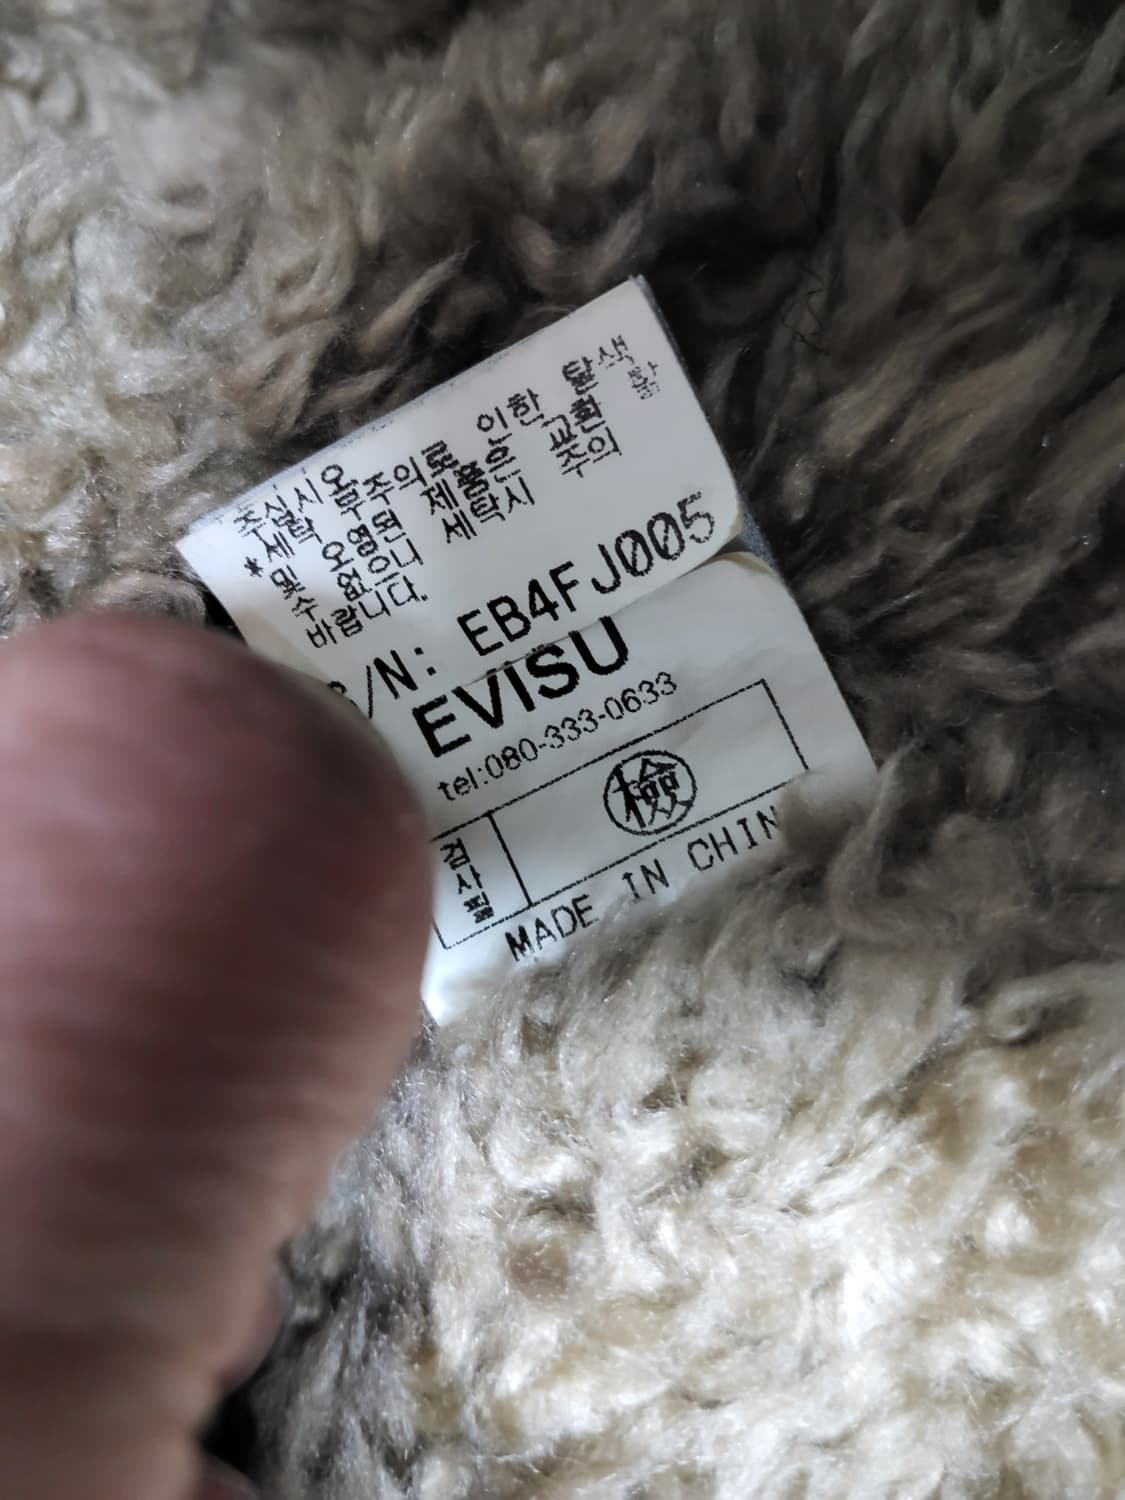 주십시오
*세탁 부주의로 인한 탈색
및 오염된 제품은 교환
수 없으니 세탁시 주의
바랍니다.
/N: EB4FJ005
EVISU
tel:080-333-0633
검사필
檢
MADE IN CHIN